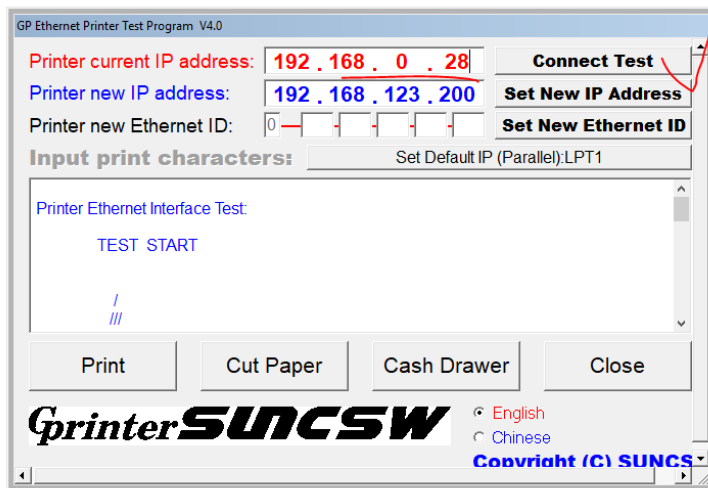 GP Ethernet Printer Test Program V4.0
Printer current IP address: 192 . 168 . 0 . 28 Connect Test
Printer new IP address: 192 . 168 . 123 . 200 Set New IP Address
Printer new Ethernet ID: 0 Set New Ethernet ID
Input print characters: Set Default IP (Parallel):LPT1
Printer Ethernet Interface Test:
TEST START
/
///
Print Cut Paper Cash Drawer Close
Gprinter SUNCSW
English
Chinese
Copyright (C) SUNCS